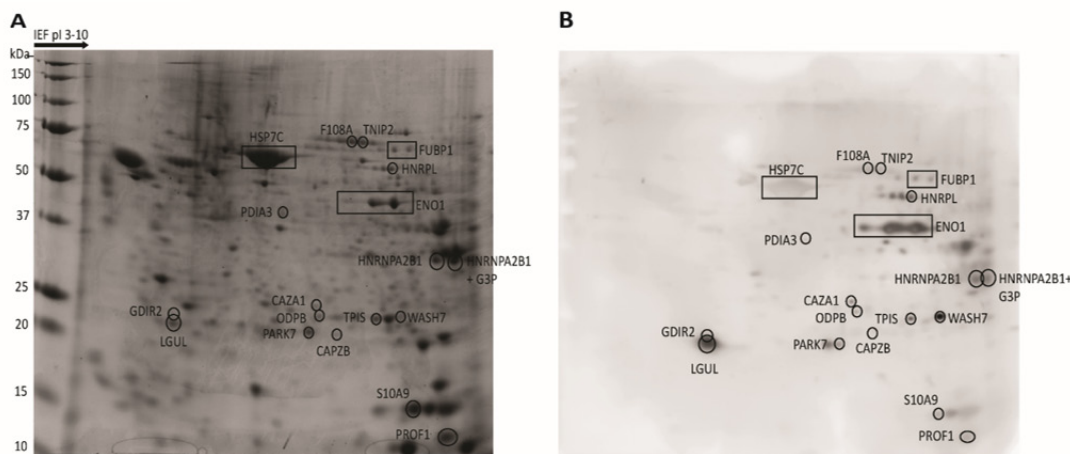 A
B
IEF pI 3-10
kDa
150
100
75
50
37
25
20
15
10
F108A
TNIP2
HSP7C
FUBP1
HNRPL
ENO1
PDIA3
HNRNPA2B1
HNRNPA2B1
+ G3P
CAZA1
ODPB
PARK7
CAPZB
TPIS
WASH7
GDIR2
LGUL
S10A9
PROF1
F108A
TNIP2
HSP7C
FUBP1
HNRPL
ENO1
PDIA3
HNRNPA2B1
HNRNPA2B1+
G3P
CAZA1
ODPB
TPIS
WASH7
PARK7
CAPZB
GDIR2
LGUL
S10A9
PROF1